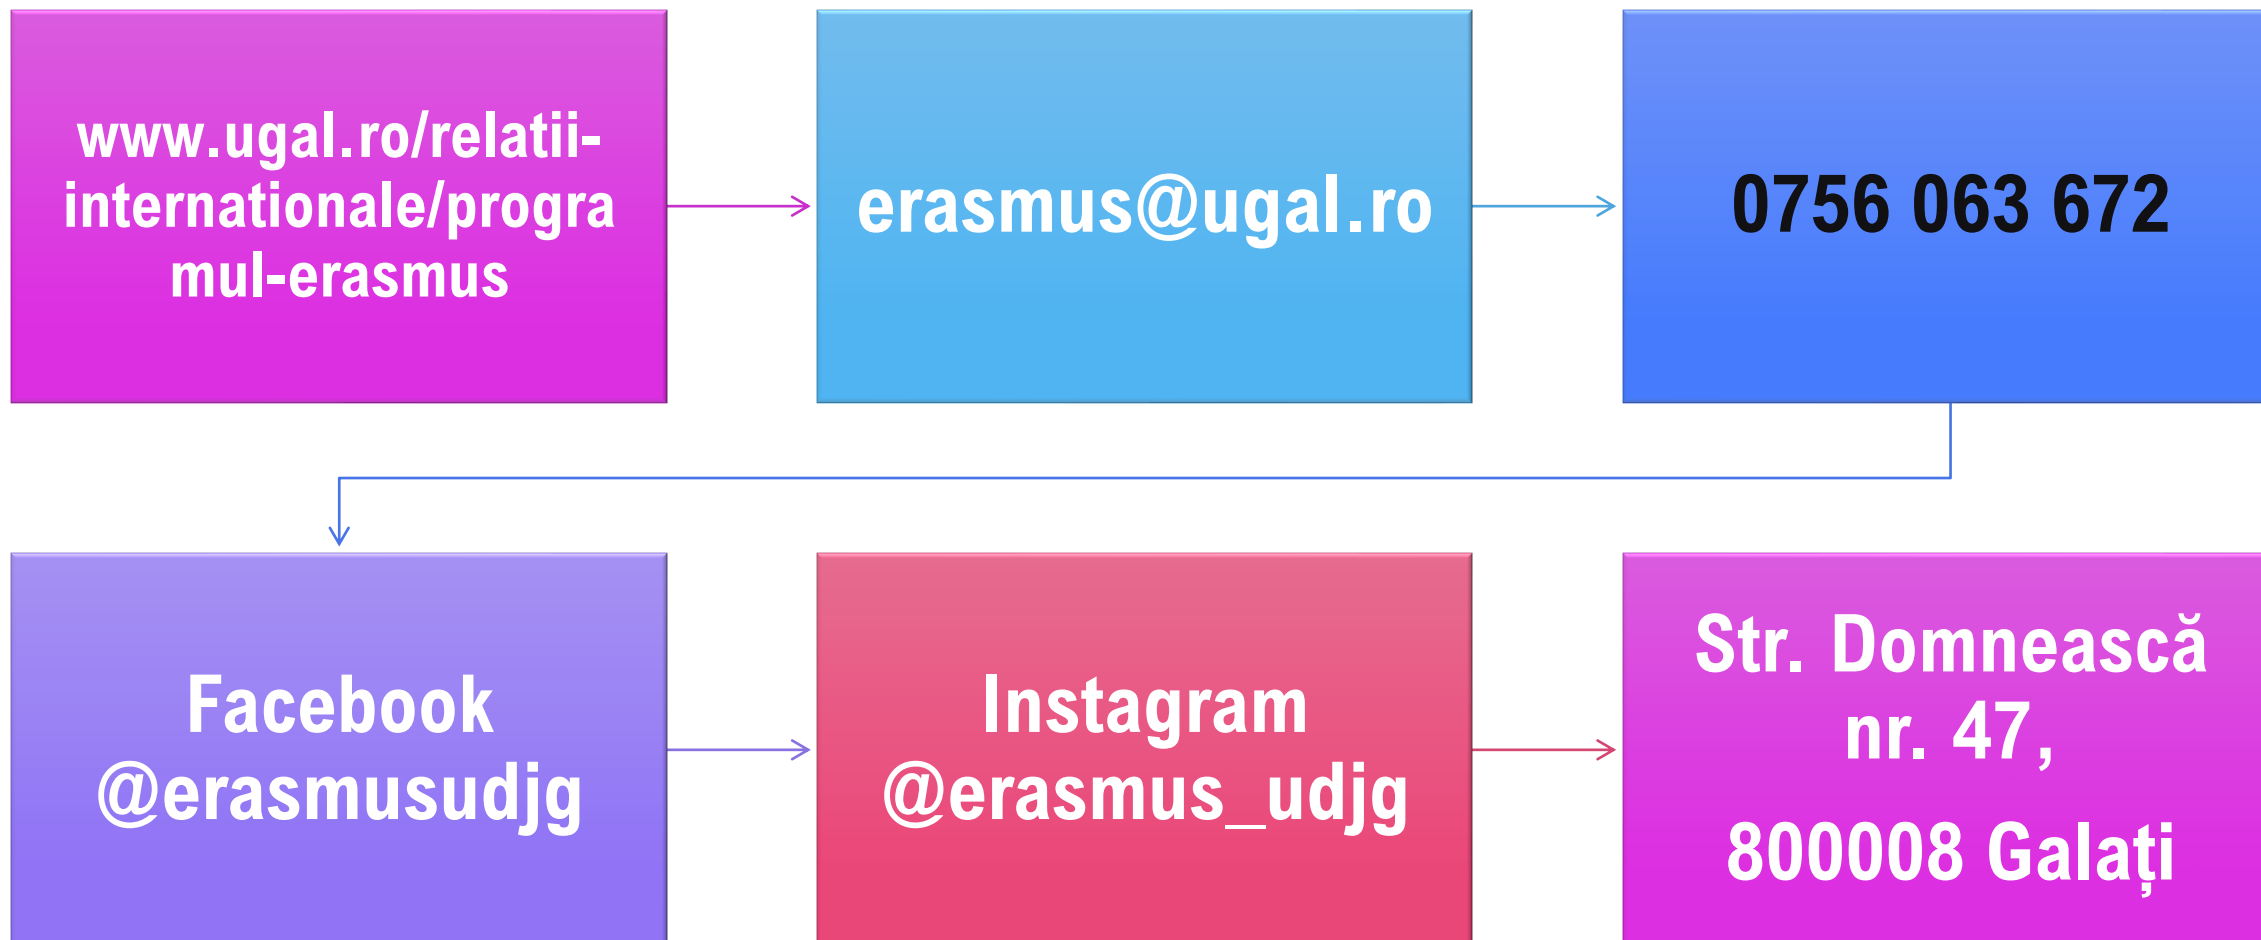 www.ugal.ro/relatii-
internationale/progra
mul-erasmus
erasmus@ugal.ro
0756 063 672
Facebook
@erasmusudjg
Instagram
@erasmus_udjg
Str. Domnească
nr. 47,
800008 Galați